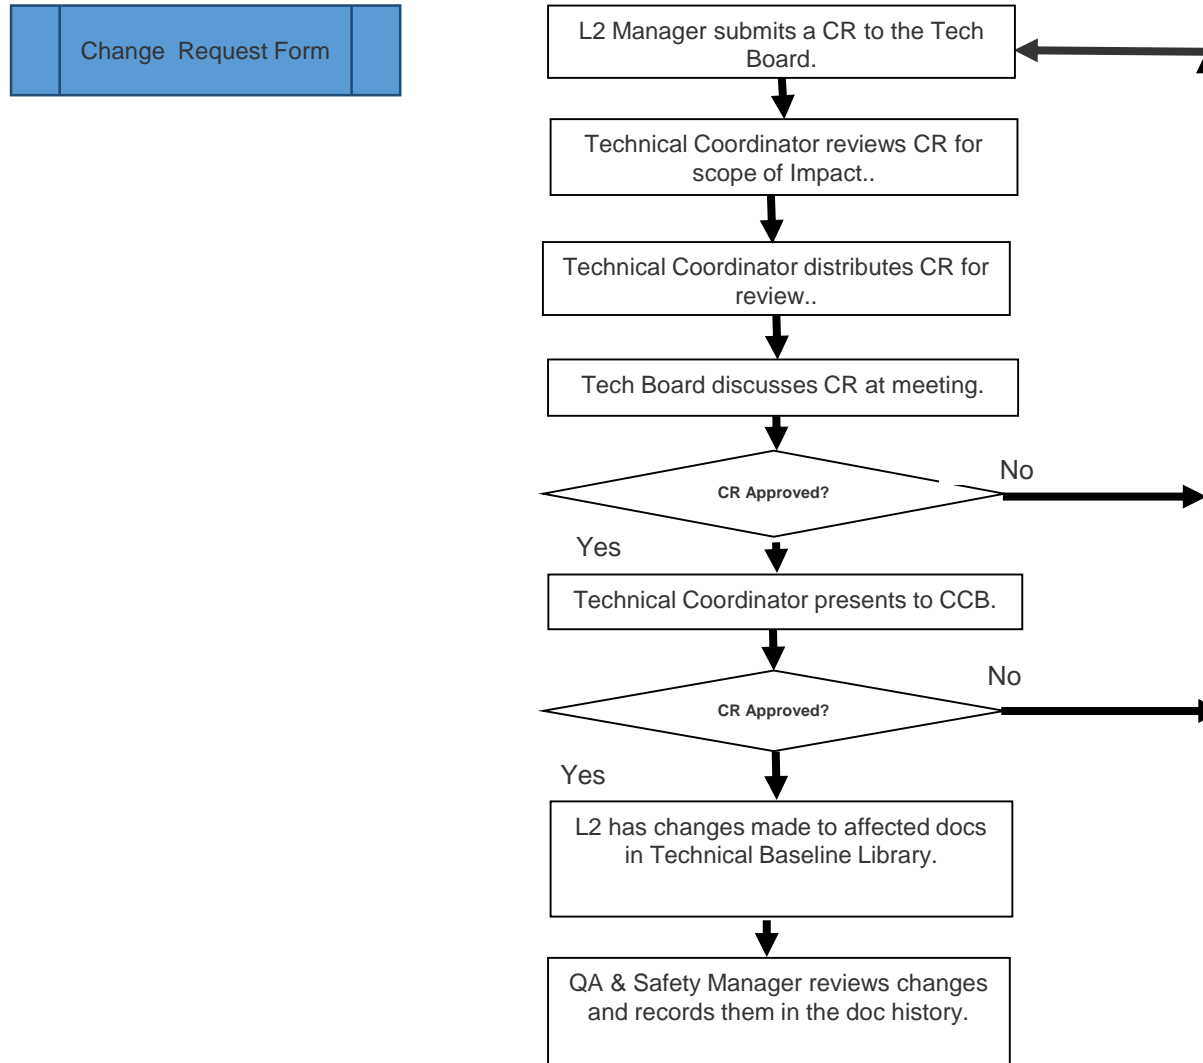 Change  Request Form
L2 Manager submits a CR to the Tech
Board.
Technical Coordinator reviews CR for
scope of Impact..
Technical Coordinator distributes CR for
review..
Tech Board discusses CR at meeting.
No
CR Approved?
Yes
Technical Coordinator presents to CCB.
No
CR Approved?
Yes
L2 has changes made to affected docs
in Technical Baseline Library.
QA & Safety Manager reviews changes
and records them in the doc history.